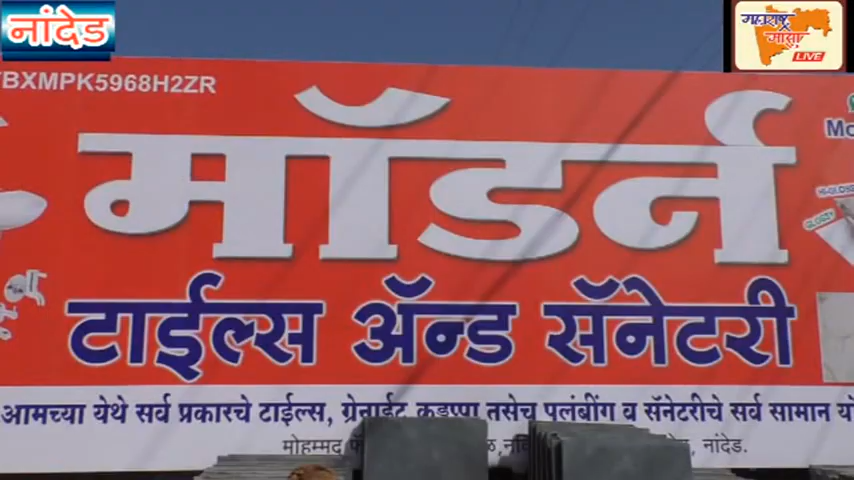 नांदेड
महाराष्ट्र
माझा
LIVE
BXMPK5968H2ZR
मॉडर्न
टाईल्स ॲन्ड सॅनेटरी
आमच्या येथे सर्व प्रकारचे टाईल्स, ग्रेनाईट, कडप्पा तसेच पलंबींग व सॅनेटरीचे सर्व सामान
मोहम्मद
नांदेड.